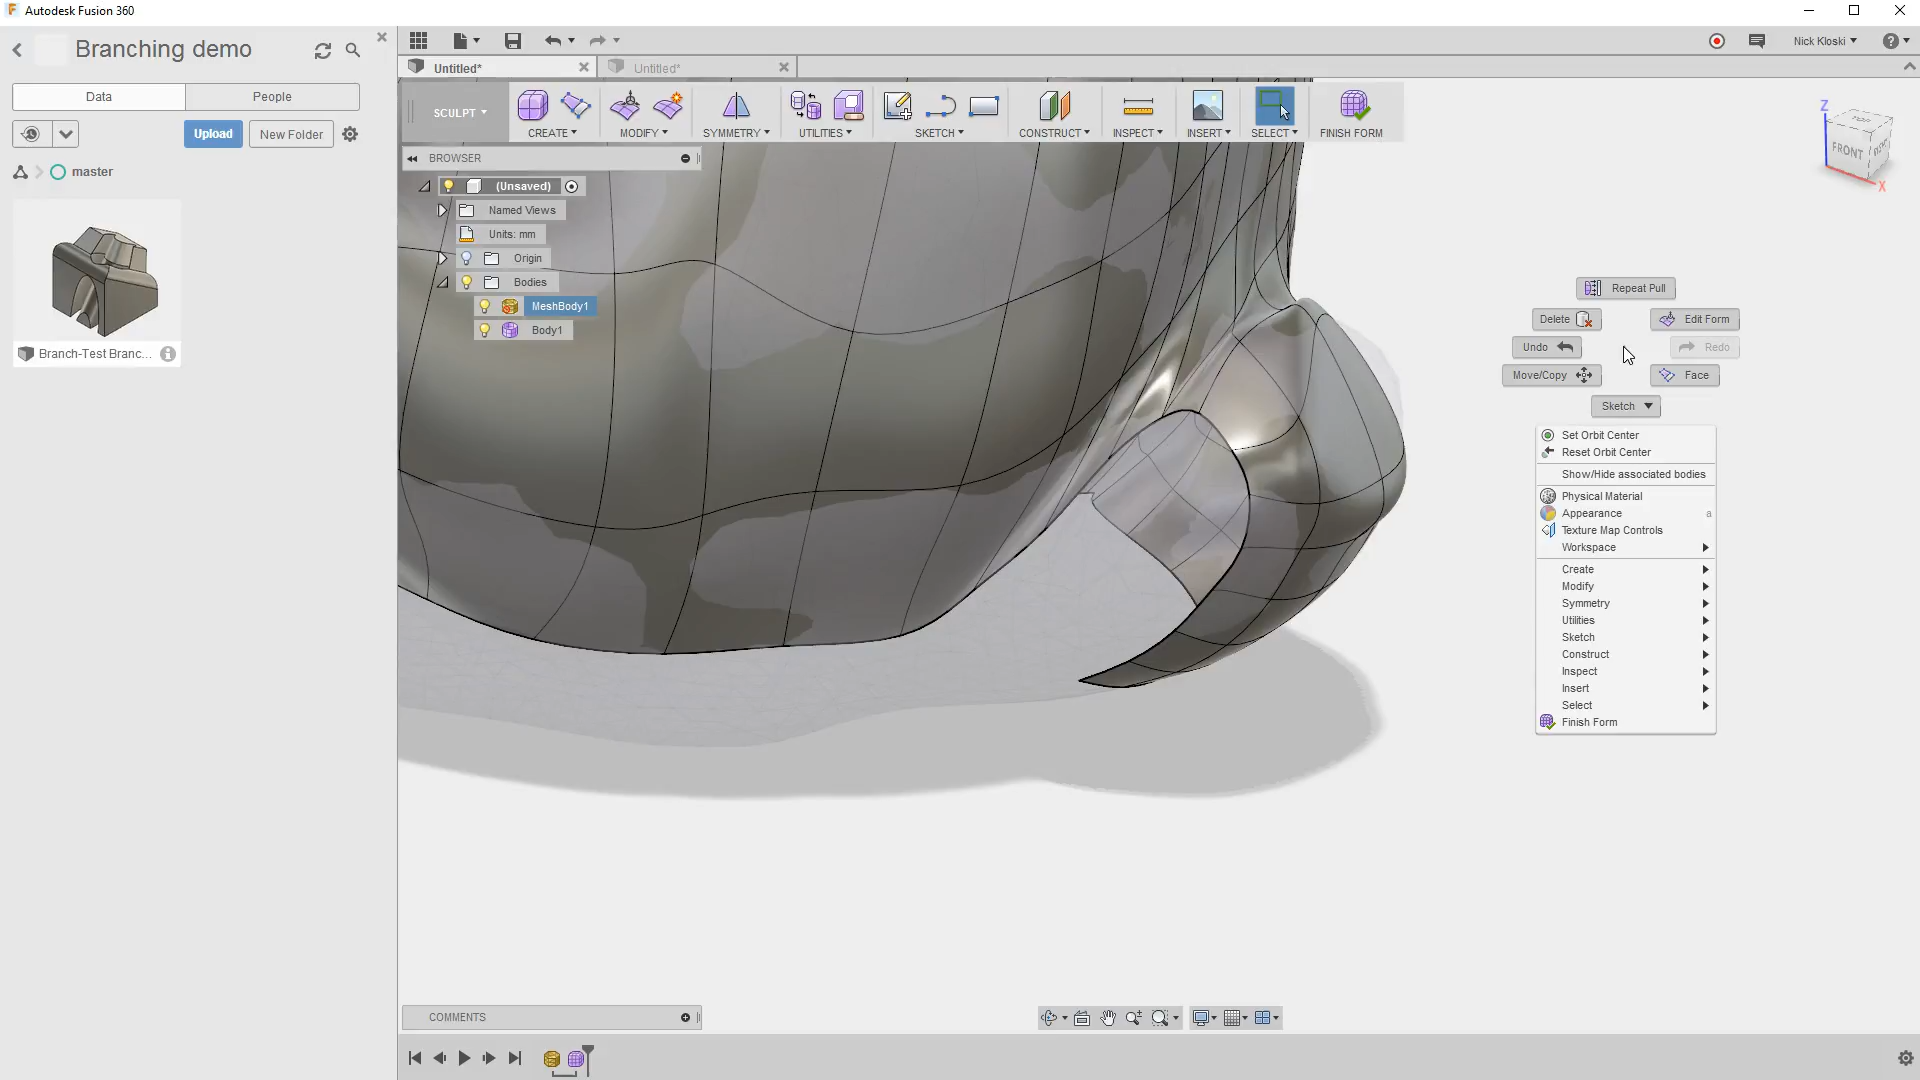 Autodesk Fusion 360
Branching demo
Data
People
Upload
New Folder
master
Branch-Test Branc...
Nick Kloski
Untitled*
Untitled*
SCULPT
CREATE
MODIFY
SYMMETRY
UTILITIES
SKETCH
CONSTRUCT
INSPECT
INSERT
SELECT
FINISH FORM
BROWSER
(Unsaved)
Named Views
Units: mm
Origin
Bodies
MeshBody1
Body1
Z
TOP
FRONT
RIGHT
X
Repeat Pull
Delete
Edit Form
Undo
Redo
Move/Copy
Face
Sketch
Set Orbit Center
Reset Orbit Center
Show/Hide associated bodies
Physical Material
Appearance a
Texture Map Controls
Workspace
Create
Modify
Symmetry
Utilities
Sketch
Construct
Inspect
Insert
Select
Finish Form
COMMENTS